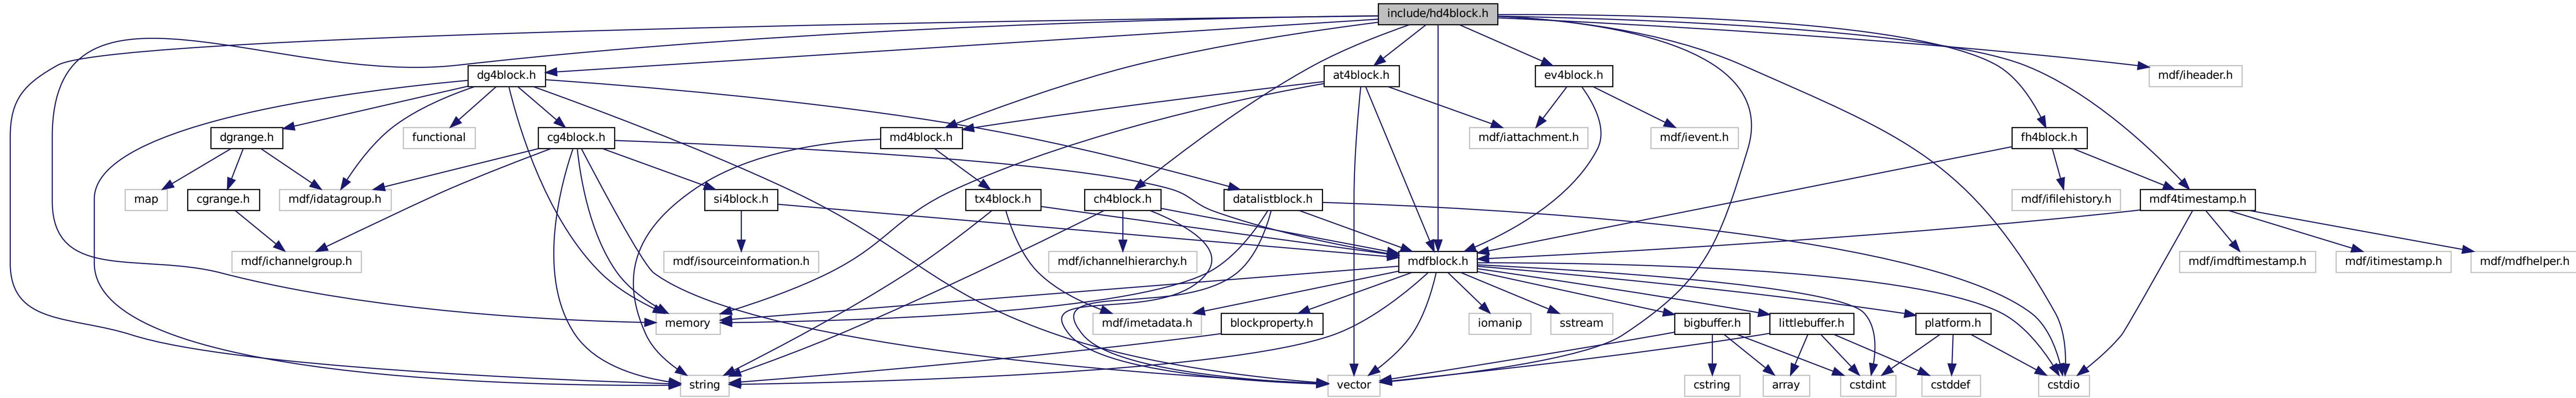 include/hd4block.h
dg4block.h
at4block.h
ev4block.h
mdf/iheader.h
dgrange.h
functional
cg4block.h
md4block.h
mdf/iattachment.h
mdf/ievent.h
fh4block.h
map
cgrange.h
mdf/idatagroup.h
si4block.h
tx4block.h
ch4block.h
datalistblock.h
mdf/ifilehistory.h
mdf4timestamp.h
mdf/ichannelgroup.h
mdf/isourceinformation.h
mdf/ichannelhierarchy.h
mdfblock.h
mdf/imdftimestamp.h
mdf/itimestamp.h
mdf/mdfhelper.h
memory
mdf/imetadata.h
blockproperty.h
iomanip
sstream
bigbuffer.h
littlebuffer.h
platform.h
string
vector
cstring
array
cstdint
cstddef
cstdio